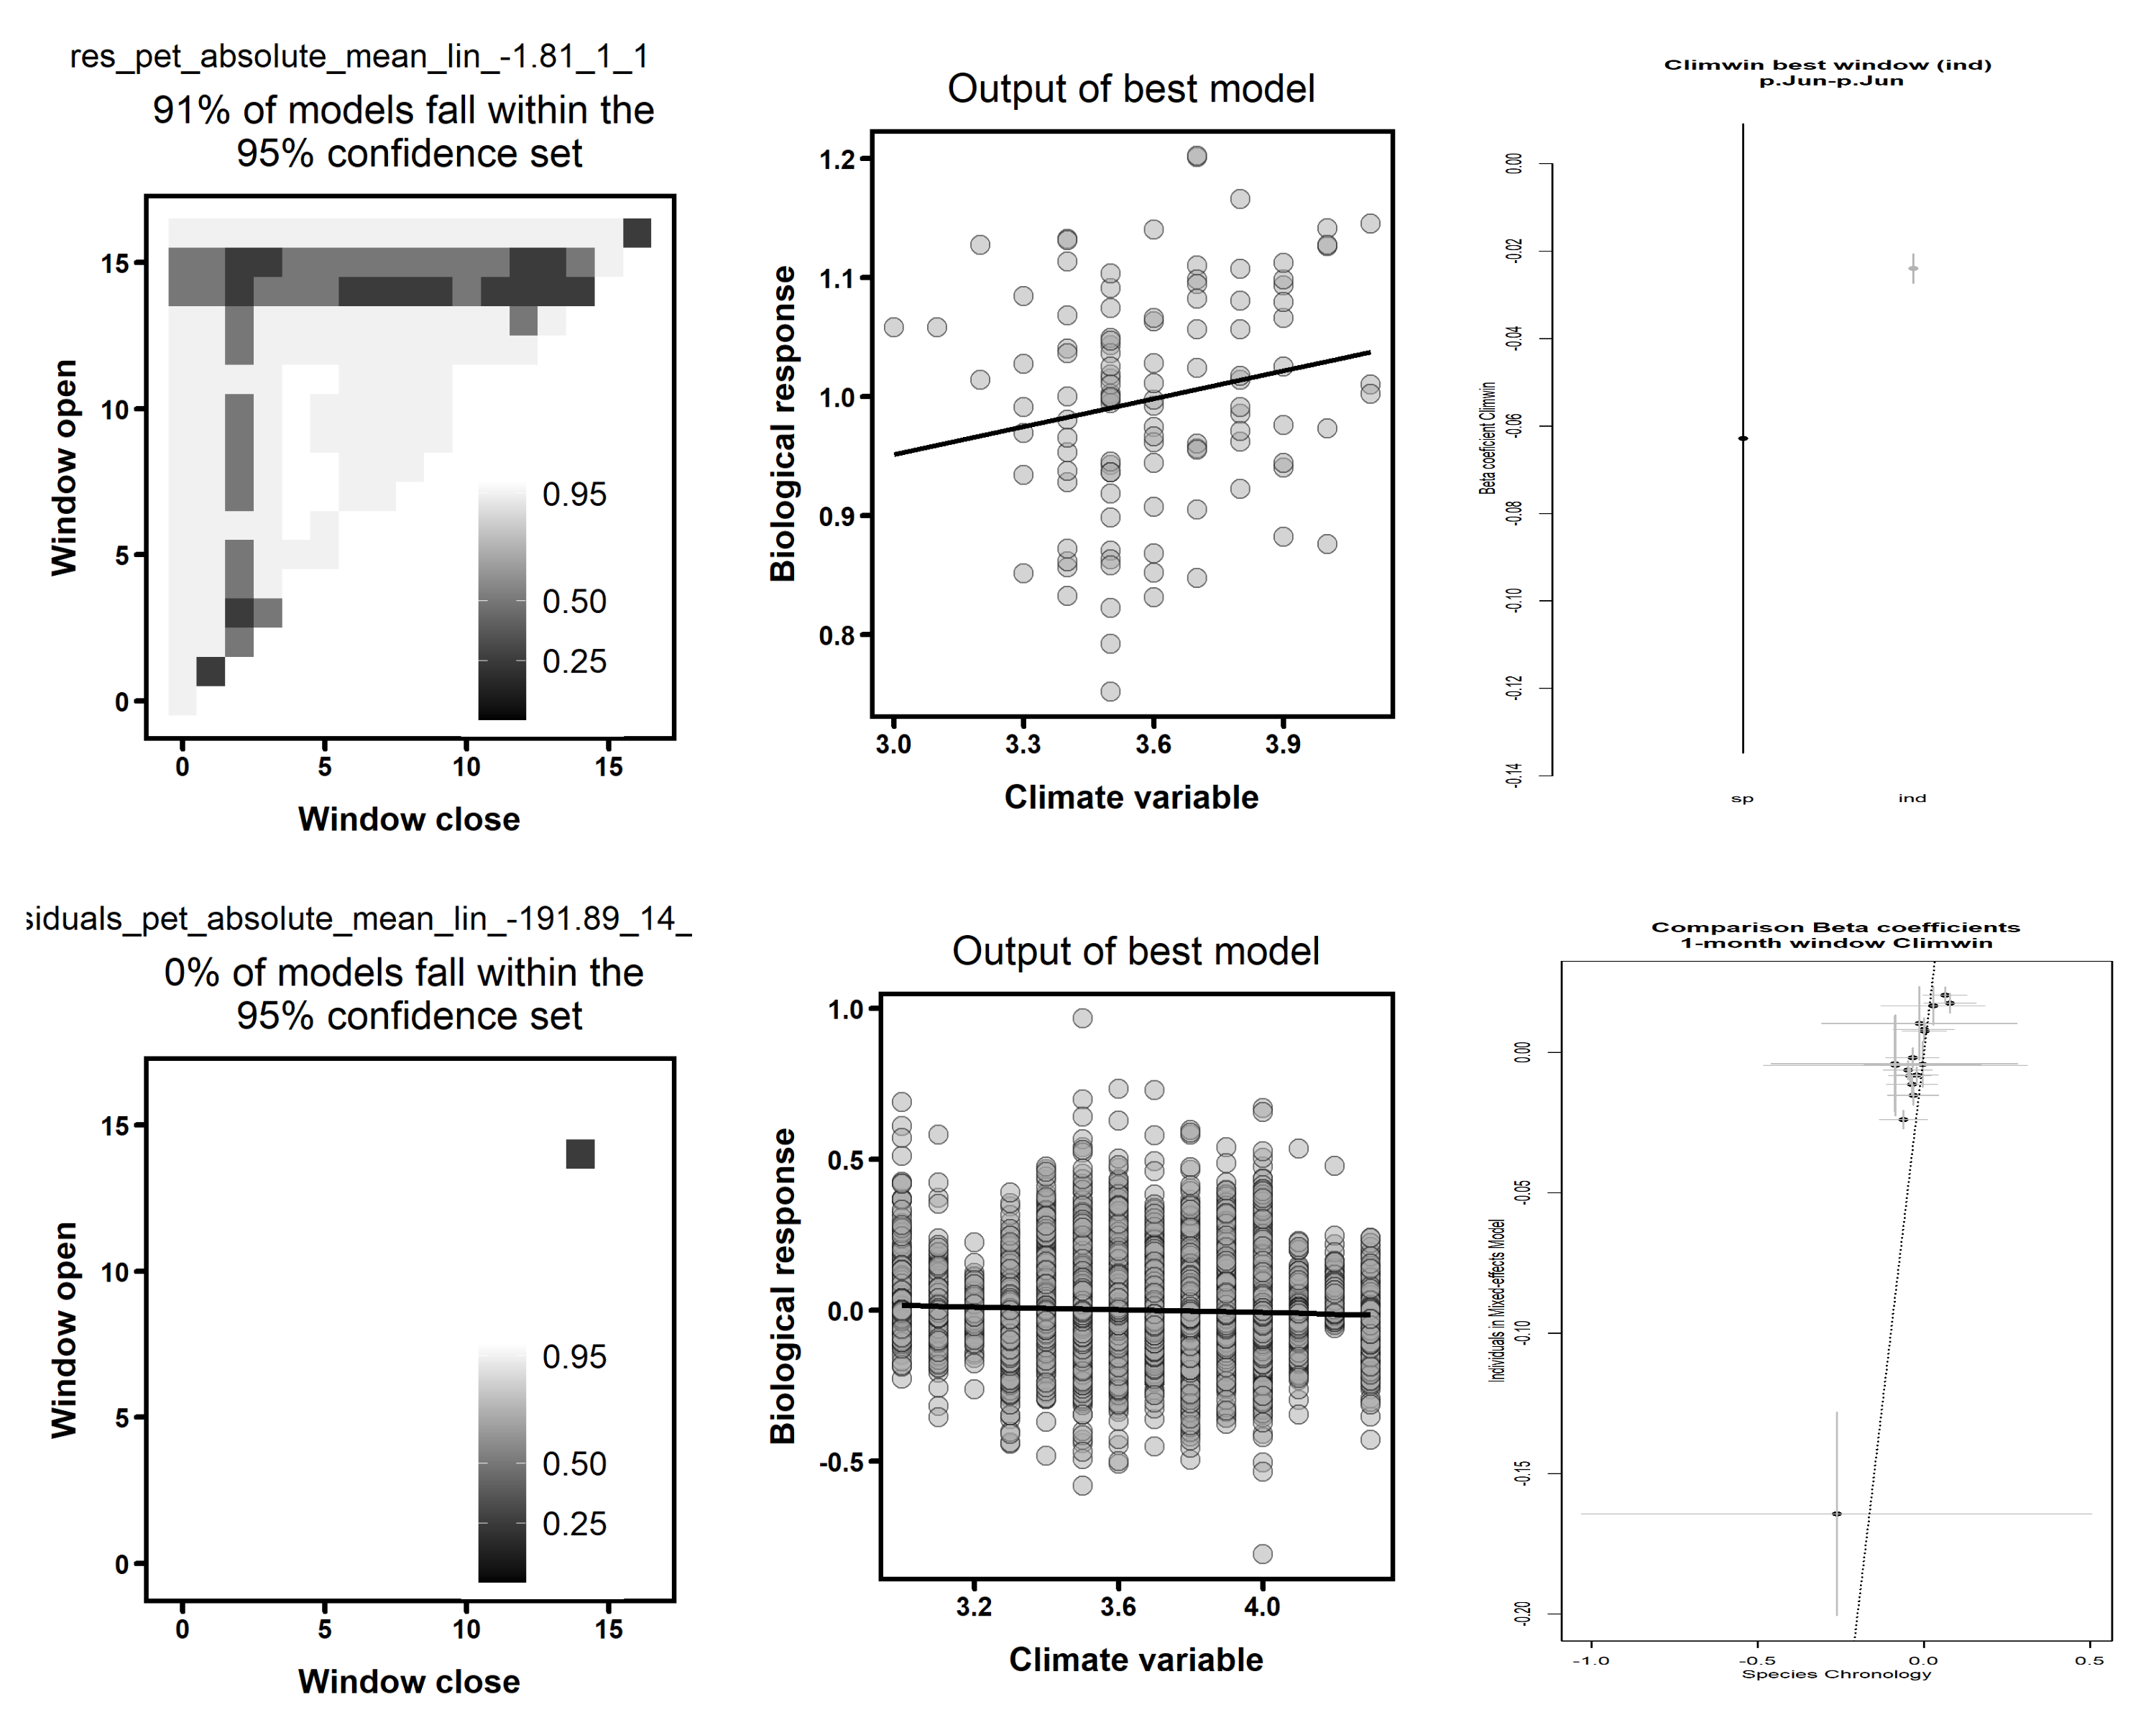 res_pet_absolute_mean_lin_-1.81_1_1
91% of models fall within the
95% confidence set
Window open
15
10
5
0
0.95
0.50
0.25
0 5 10 15
Window close
Output of best model
Biological response
1.2
1.1
1.0
0.9
0.8
3.0 3.3 3.6 3.9
Climate variable
Climwin best window (ind)
p.Jun-p.Jun
Beta coeficient Climwin
0.00
-0.02
-0.04
-0.06
-0.08
-0.10
-0.12
-0.14
sp ind
siduals_pet_absolute_mean_lin_-191.89_14_
0% of models fall within the
95% confidence set
Window open
15
10
5
0
0.95
0.50
0.25
0 5 10 15
Window close
Output of best model
Biological response
1.0
0.5
0.0
-0.5
3.2 3.6 4.0
Climate variable
Comparison Beta coefficients
1-month window Climwin
Individuals in Mixed-effects Model
0.00
-0.05
-0.10
-0.15
-0.20
-1.0 -0.5 0.0 0.5
Species Chronology